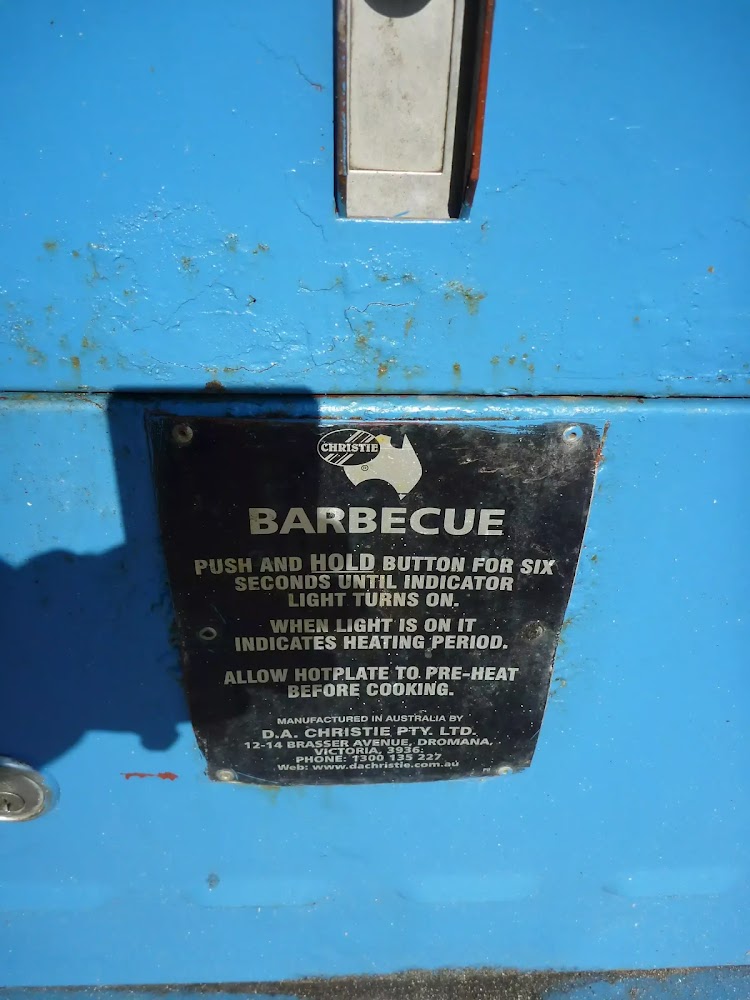 CHRISTIE
®
BARBECUE
PUSH AND HOLD BUTTON FOR SIX
SECONDS UNTIL INDICATOR
LIGHT TURNS ON.
WHEN LIGHT IS ON IT
INDICATES HEATING PERIOD.
ALLOW HOTPLATE TO PRE-HEAT
BEFORE COOKING.
MANUFACTURED IN AUSTRALIA BY
D.A. CHRISTIE PTY. LTD.
12-14 BRASSER AVENUE, DROMANA,
VICTORIA, 3936.
PHONE: 1300 135 227
Web: www.dachristie.com.au